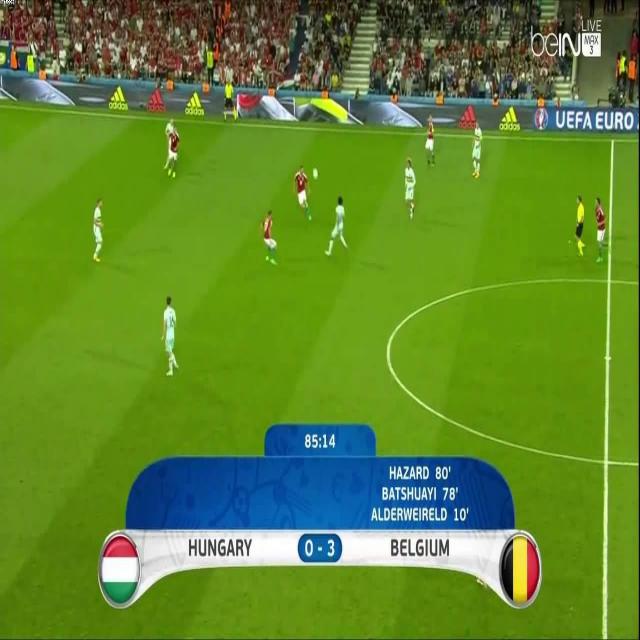 LIVE
beIN MAX
3
adidas adidas adidas UEFA EURO
85:14
HAZARD 80'
BATSHUAYI 78'
ALDERWEIRELD 10'
HUNGARY 0 - 3 BELGIUM